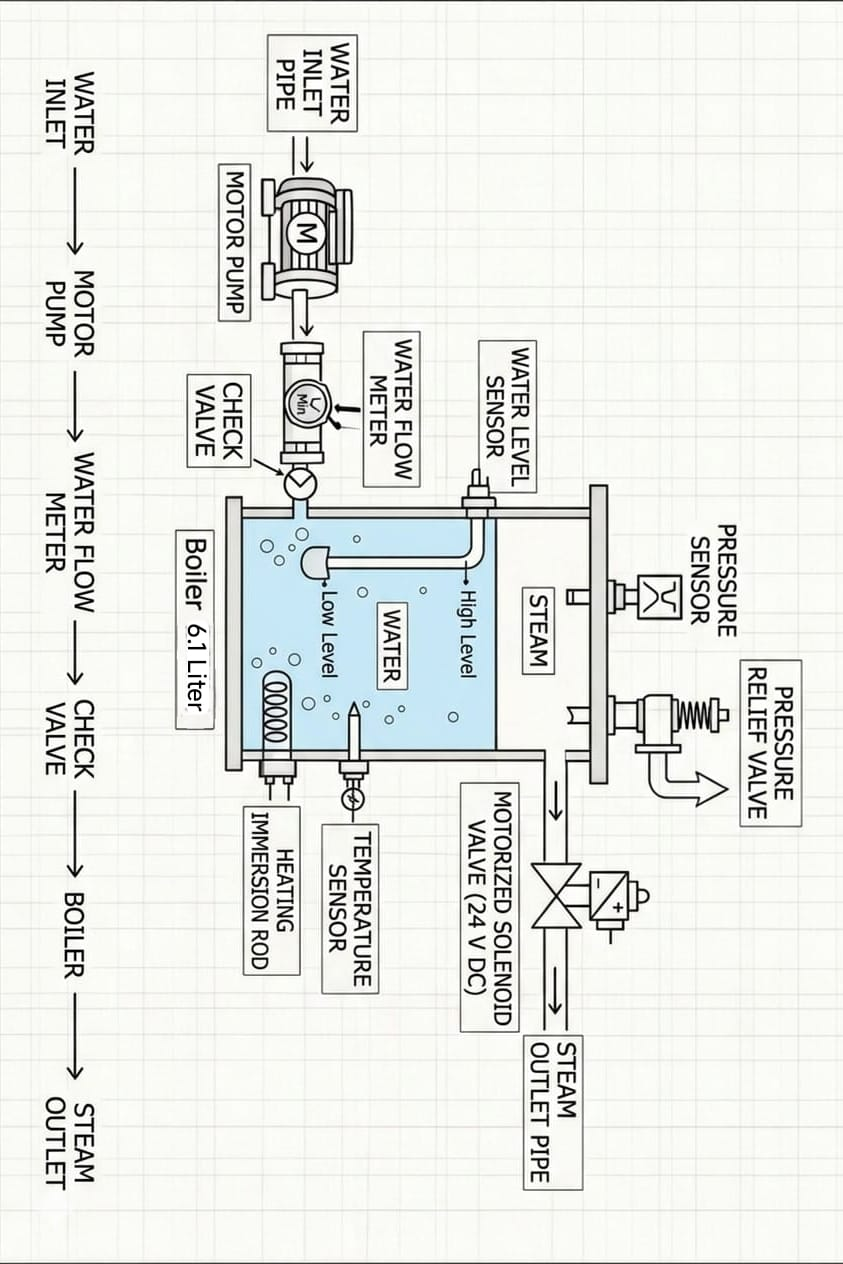 PRESSURE
SENSOR
PRESSURE
RELIEF VALVE
WATER LEVEL
SENSOR
STEAM
MOTORIZED SOLENOID
VALVE (24 V DC)
STEAM
OUTLET PIPE
WATER
INLET
PIPE
M
MOTOR PUMP
WATER FLOW
METER
L
Min
CHECK
VALVE
High Level
WATER
Low Level
TEMPERATURE
SENSOR
HEATING
IMMERSION ROD
Boiler 6.1 Liter
WATER
INLET
MOTOR
PUMP
WATER FLOW
METER
CHECK
VALVE
BOILER
STEAM
OUTLET